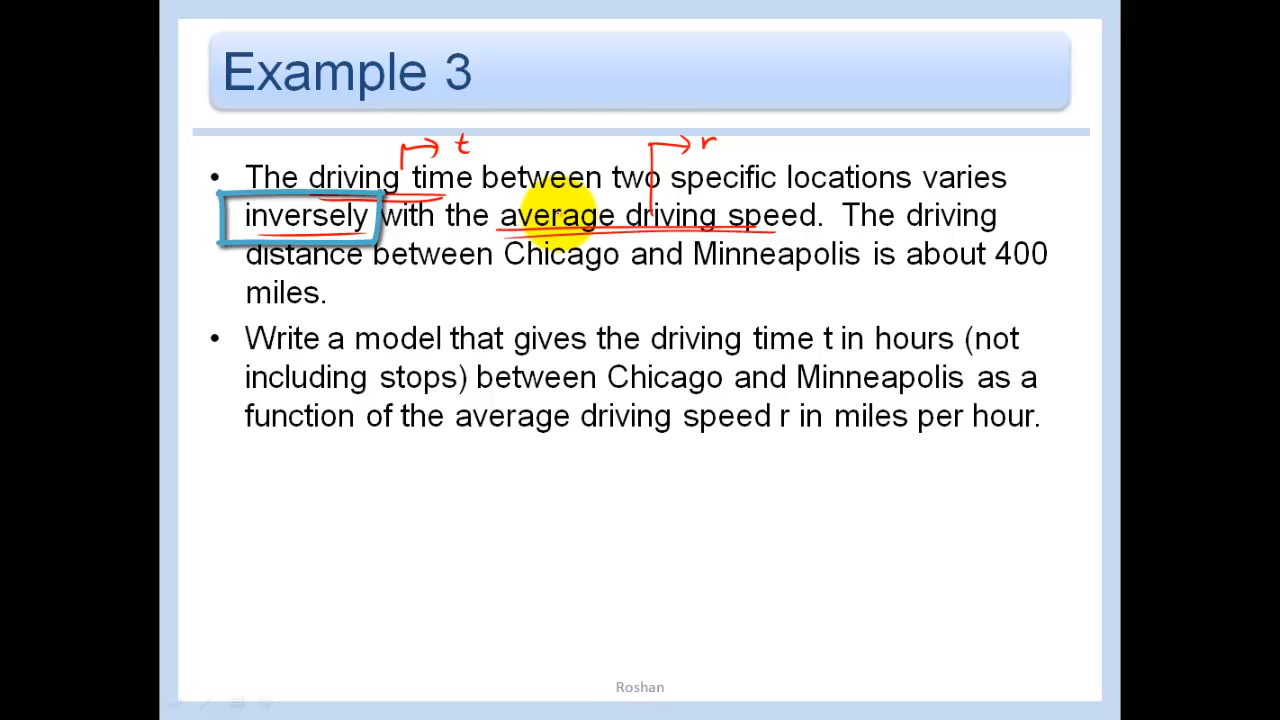 Example 3
t
r
• The driving time between two specific locations varies
inversely with the average driving speed. The driving
distance between Chicago and Minneapolis is about 400
miles.
• Write a model that gives the driving time t in hours (not
including stops) between Chicago and Minneapolis as a
function of the average driving speed r in miles per hour.
Roshan